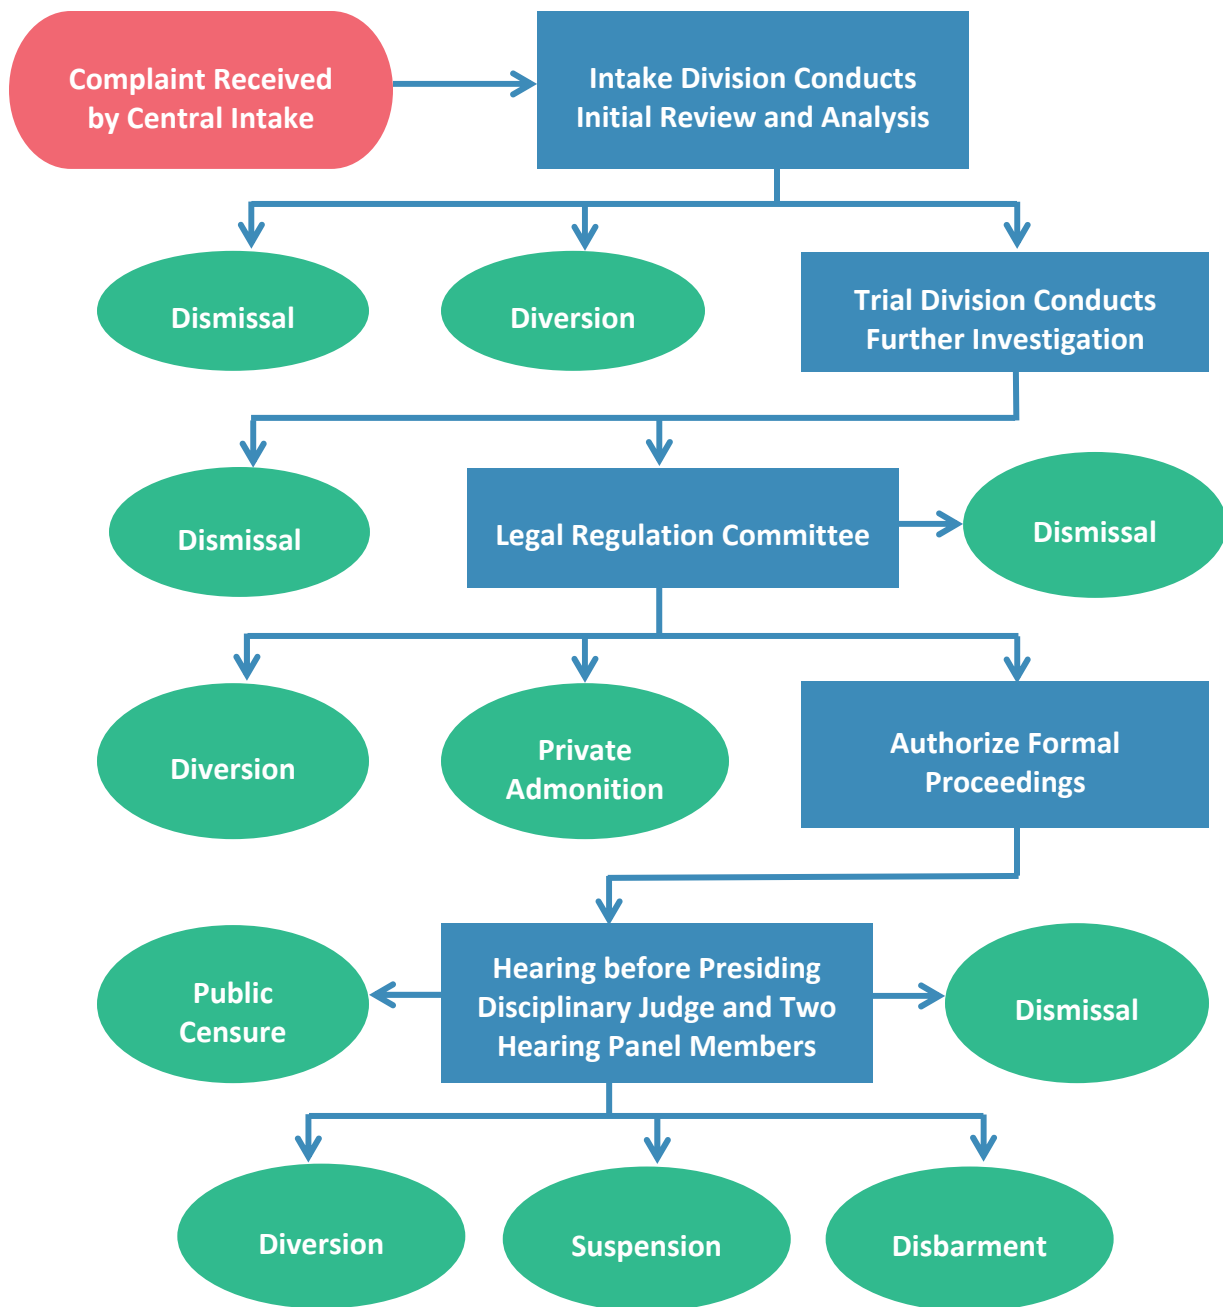 Complaint Received
by Central Intake
Intake Division Conducts
Initial Review and Analysis
Dismissal
Diversion
Trial Division Conducts
Further Investigation
Dismissal
Legal Regulation Committee
Dismissal
Diversion
Private
Admonition
Authorize Formal
Proceedings
Public
Censure
Hearing before Presiding
Disciplinary Judge and Two
Hearing Panel Members
Dismissal
Diversion
Suspension
Disbarment